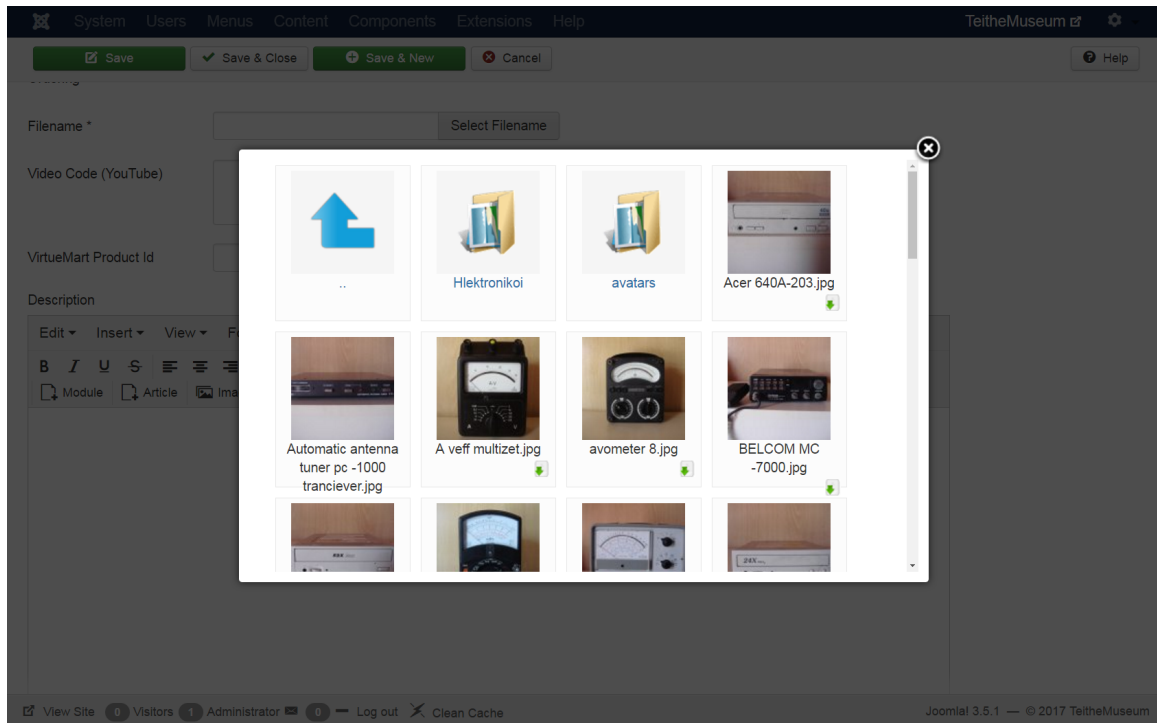 System Users Menus Content Components Extensions Help TeitheMuseum
Save Save & Close Save & New Cancel Help
Filename * Select Filename
Video Code (YouTube)
VirtueMart Product Id
Description
Edit Insert View
B I U S
Module Article Ima
..
Hlektronikoi
avatars
Acer 640A-203.jpg
Automatic antenna
tuner pc -1000
tranciever.jpg
A veff multizet.jpg
avometer 8.jpg
BELCOM MC
-7000.jpg
24X
View Site 0 Visitors 1 Administrator 0 Log out Clean Cache
Joomla! 3.5.1 — © 2017 TeitheMuseum